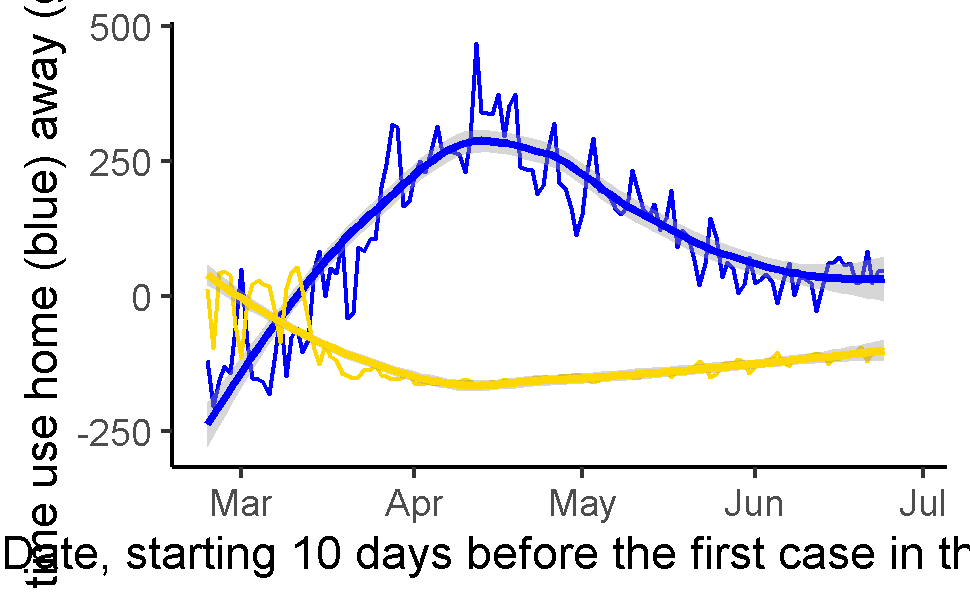 500
250
0
-250
time use home (blue) away (
Mar Apr May Jun Jul
Date, starting 10 days before the first case in